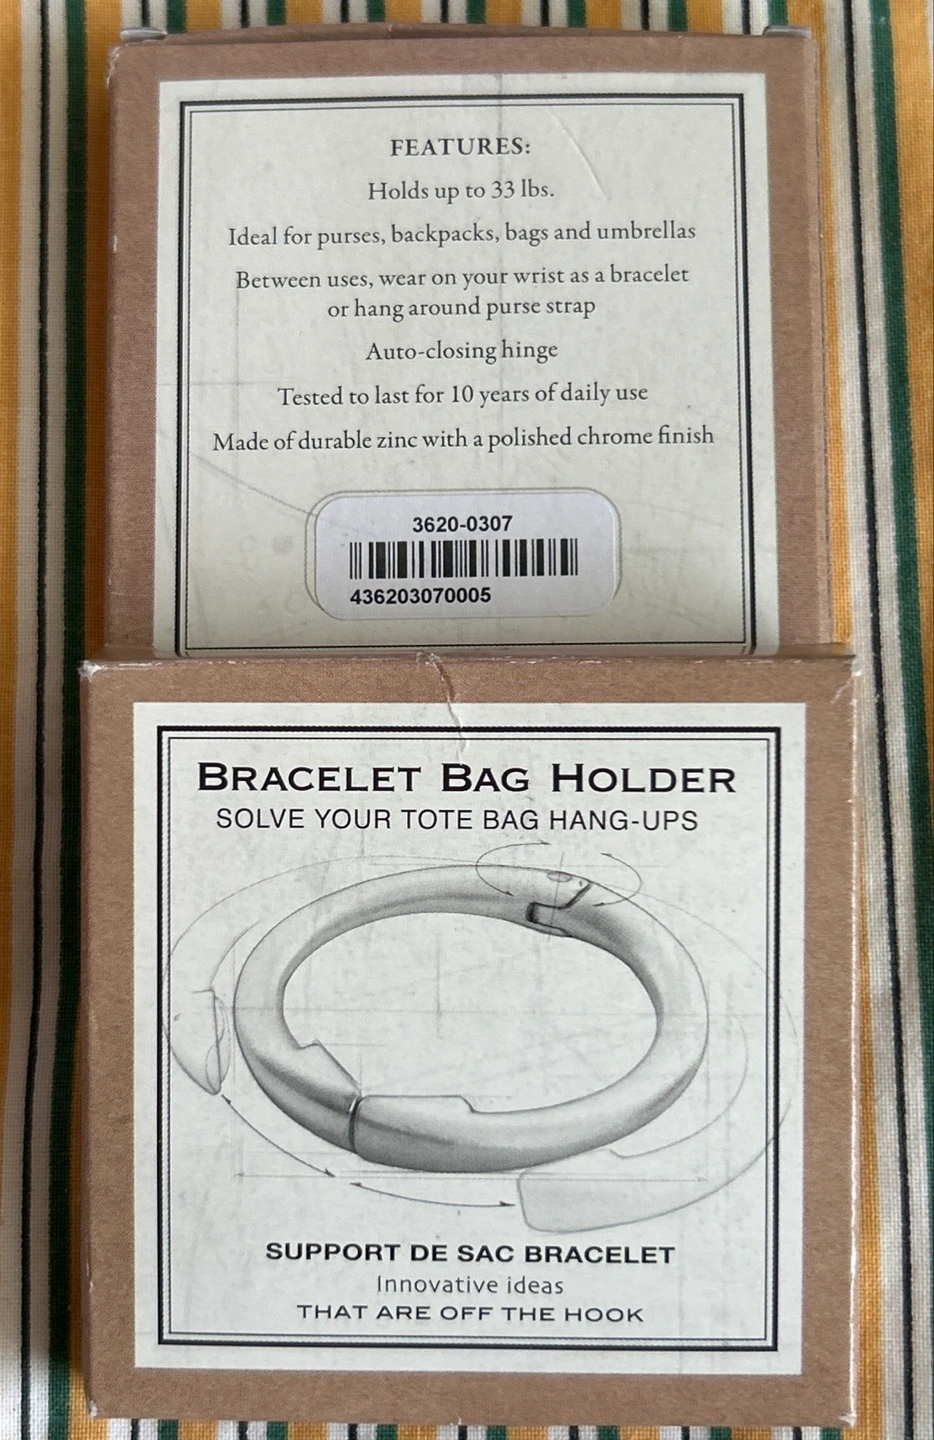 FEATURES:
Holds up to 33 lbs.
Ideal for purses, backpacks, bags and umbrellas
Between uses, wear on your wrist as a bracelet
or hang around purse strap
Auto-closing hinge
Tested to last for 10 years of daily use
Made of durable zinc with a polished chrome finish
3620-0307
436203070005
BRACELET BAG HOLDER
SOLVE YOUR TOTE BAG HANG-UPS
SUPPORT DE SAC BRACELET
Innovative ideas
THAT ARE OFF THE HOOK